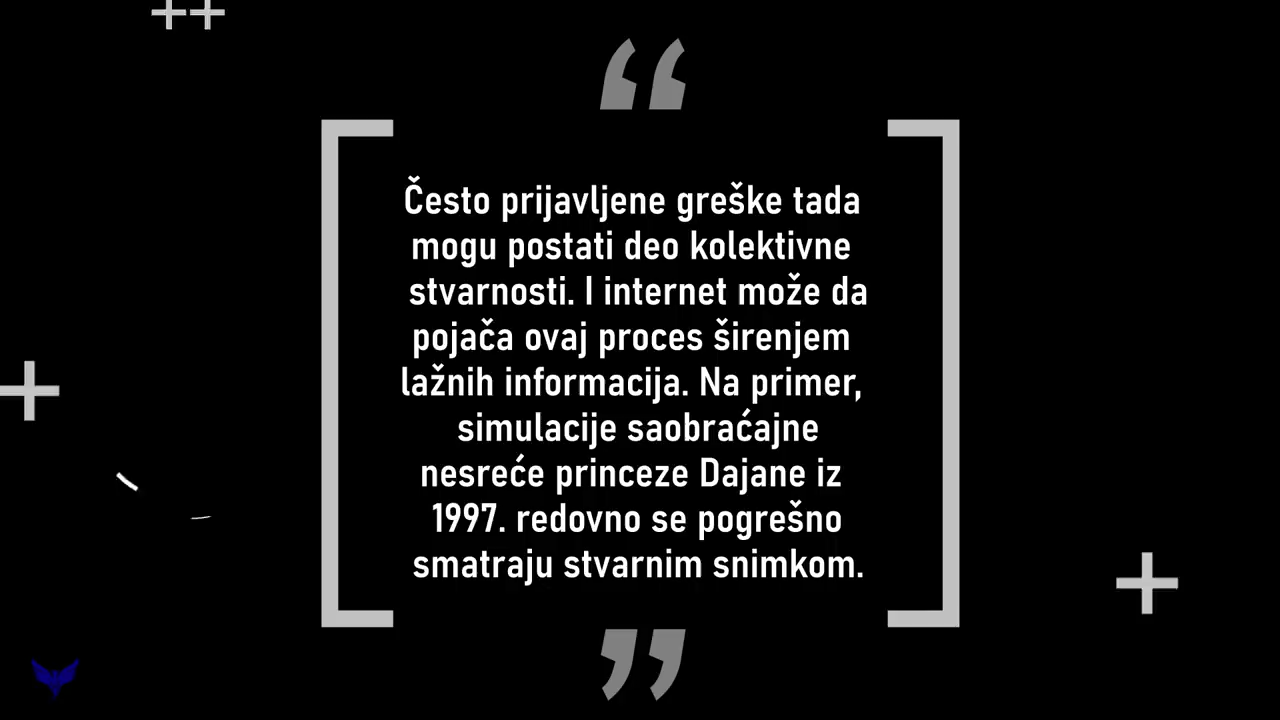 Često prijavljene greške tada
mogu postati deo kolektivne
stvarnosti. I internet može da
pojača ovaj proces širenjem
lažnih informacija. Na primer,
simulacije saobraćajne
nesreće princeze Dajane iz
1997. redovno se pogrešno
smatraju stvarnim snimkom.